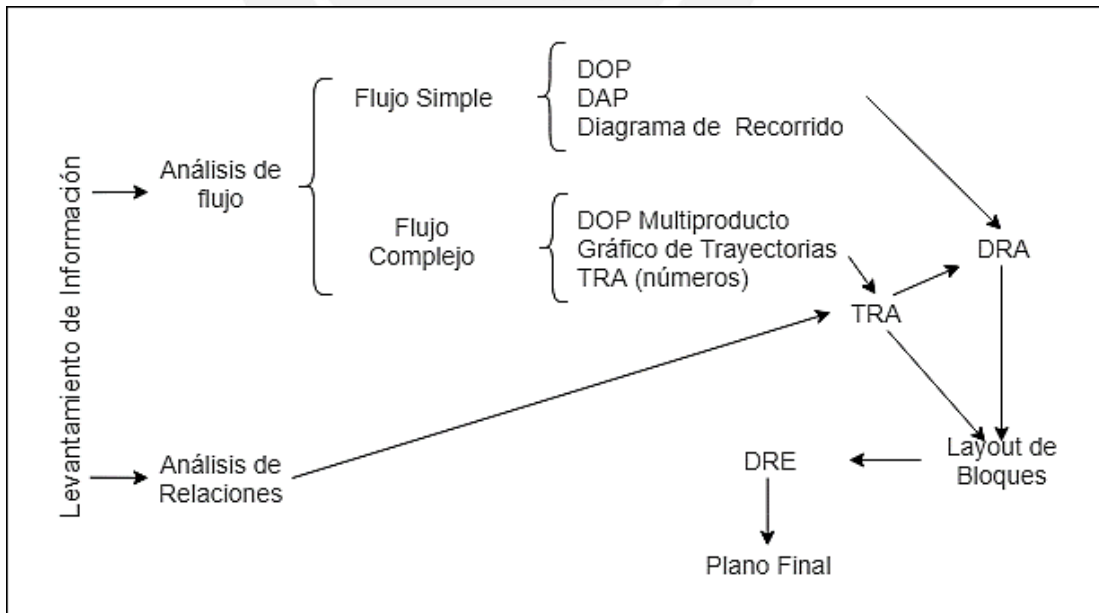 Levantamiento de Información
Análisis de
flujo
Flujo Simple
DOP
DAP
Diagrama de Recorrido
Flujo
Complejo
DOP Multiproducto
Gráfico de Trayectorias
TRA (números)
DRA
TRA
Análisis de
Relaciones
Layout de
Bloques
DRE
Plano Final